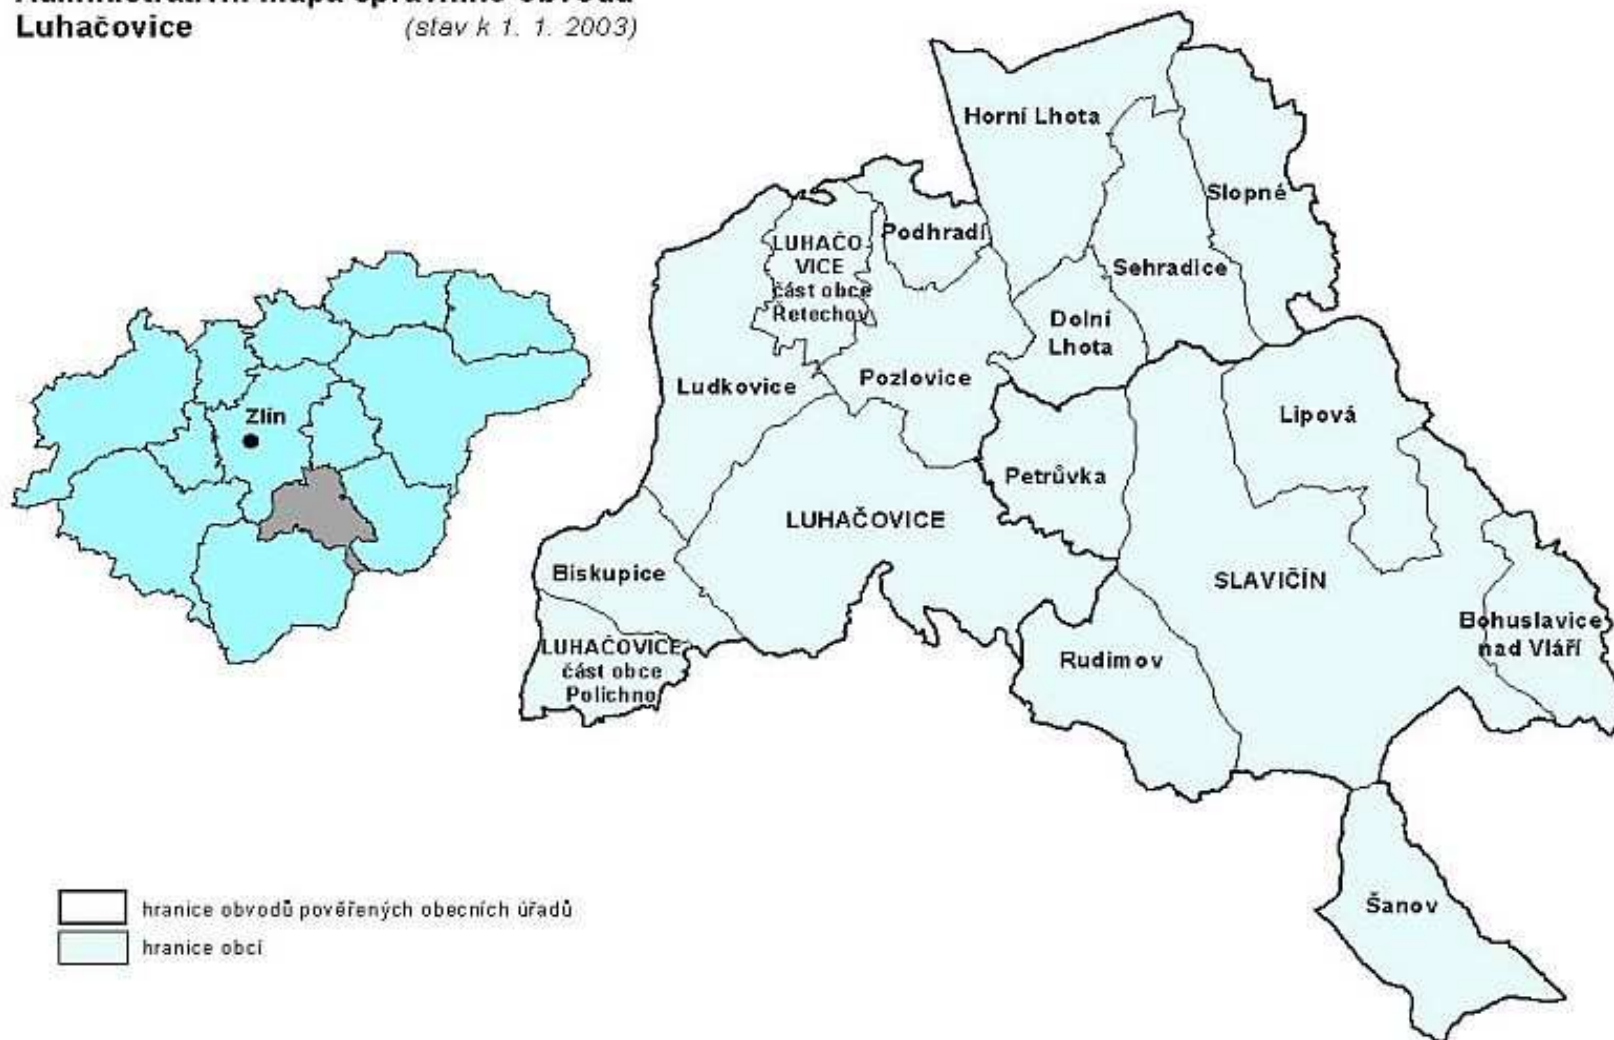 Luhačovice (stav k 1. 1. 2003)
Horní Lhota
Slopné
Podhradí
LUHAČO-
VICE
část obce
Řetechov
Sehradice
Dolní
Lhota
Ludkovice
Pozlovice
Lipová
Zlín
Petrůvka
LUHAČOVICE
Biskupice
SLAVIČÍN
Bohuslavice
nad Vláří
LUHAČOVICE
část obce
Polichno
Rudimov
Šanov
hranice obvodů pověřených obecních úřadů
hranice obcí